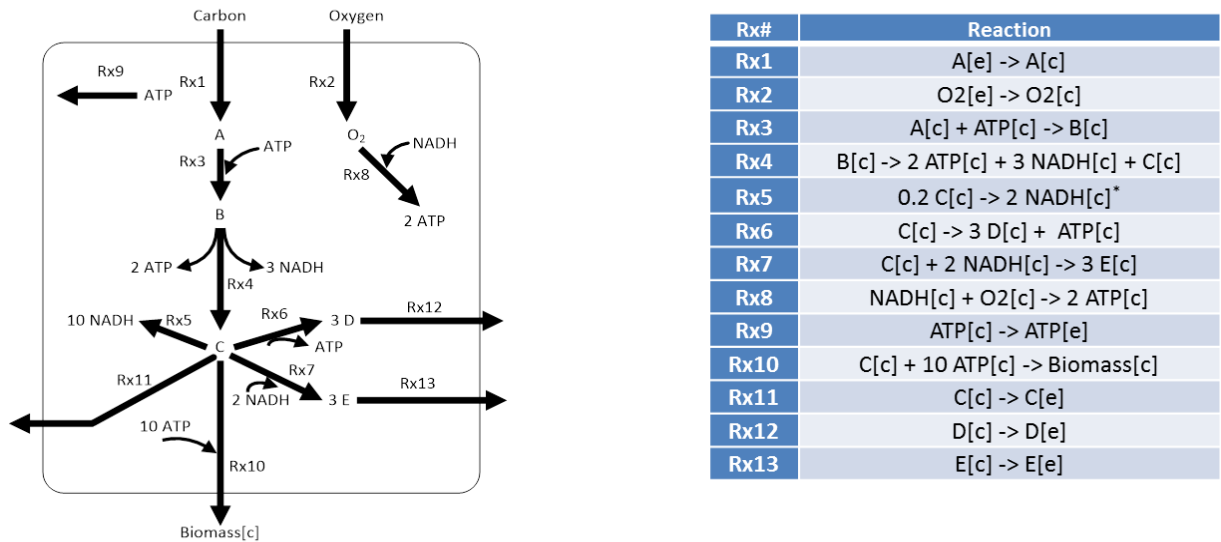 Carbon
Oxygen
Rx9
ATP
Rx1
Rx2
A
O2
Rx3
ATP
NADH
Rx8
B
2 ATP
2 ATP
3 NADH
Rx4
10 NADH
Rx5
Rx6
3 D
Rx12
C
ATP
Rx11
Rx7
2 NADH
3 E
Rx13
10 ATP
Rx10
Biomass[c]
Rx# Reaction
Rx1 A[e] -> A[c]
Rx2 O2[e] -> O2[c]
Rx3 A[c] + ATP[c] -> B[c]
Rx4 B[c] -> 2 ATP[c] + 3 NADH[c] + C[c]
Rx5 0.2 C[c] -> 2 NADH[c]*
Rx6 C[c] -> 3 D[c] + ATP[c]
Rx7 C[c] + 2 NADH[c] -> 3 E[c]
Rx8 NADH[c] + O2[c] -> 2 ATP[c]
Rx9 ATP[c] -> ATP[e]
Rx10 C[c] + 10 ATP[c] -> Biomass[c]
Rx11 C[c] -> C[e]
Rx12 D[c] -> D[e]
Rx13 E[c] -> E[e]